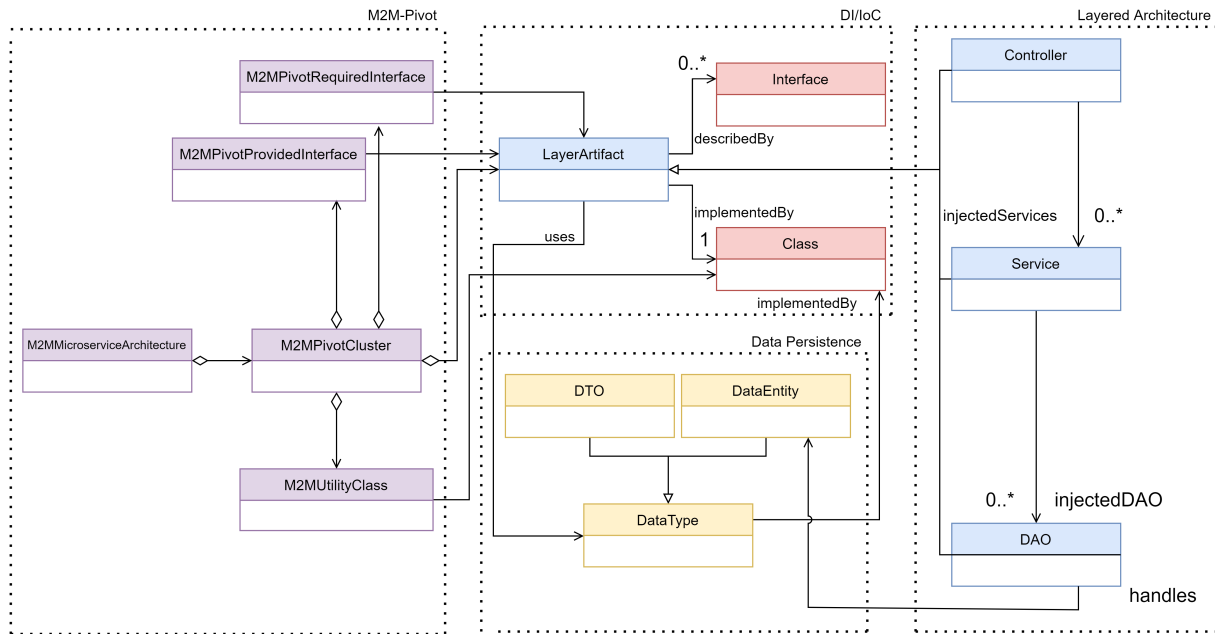 M2M-Pivot
DI/IoC
Layered Architecture
M2MPivotRequiredInterface
0..*
Interface
Controller
M2MPivotProvidedInterface
LayerArtifact
describedBy
implementedBy
injectedServices
0..*
uses
1
Class
Service
implementedBy
M2MMicroserviceArchitecture
M2MPivotCluster
Data Persistence
DTO
DataEntity
M2MUtilityClass
0..*
injectedDAO
DataType
DAO
handles